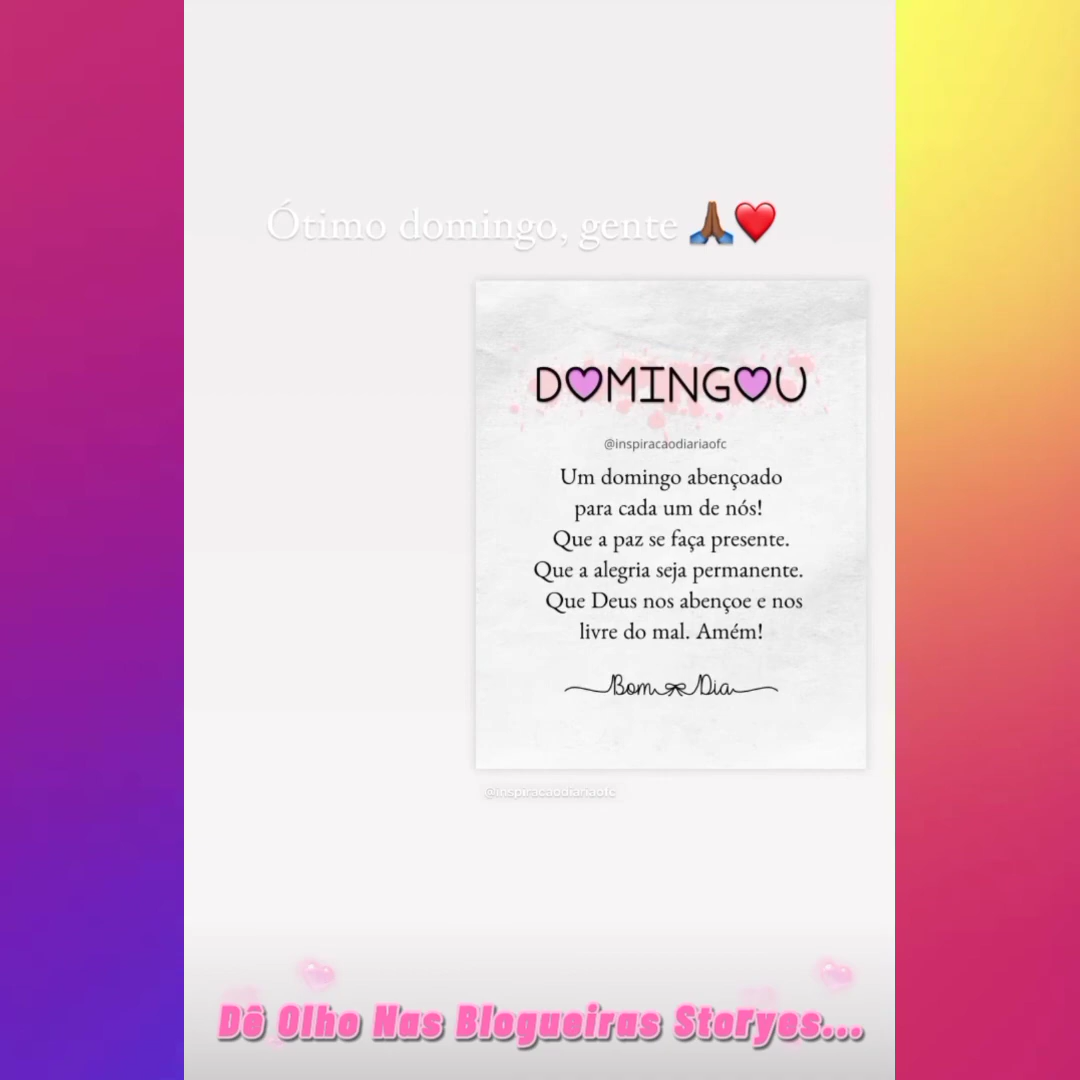 Ótimo domingo, gente 🙏🏾❤️
DOMINGOU
@inspiracaodiariaofc
Um domingo abençoado
para cada um de nós!
Que a paz se faça presente.
Que a alegria seja permanente.
Que Deus nos abençoe e nos
livre do mal. Amém!
Bom Dia
@inspiracaodiariaofc
Dê Olho Nas Blogueiras Storyes...